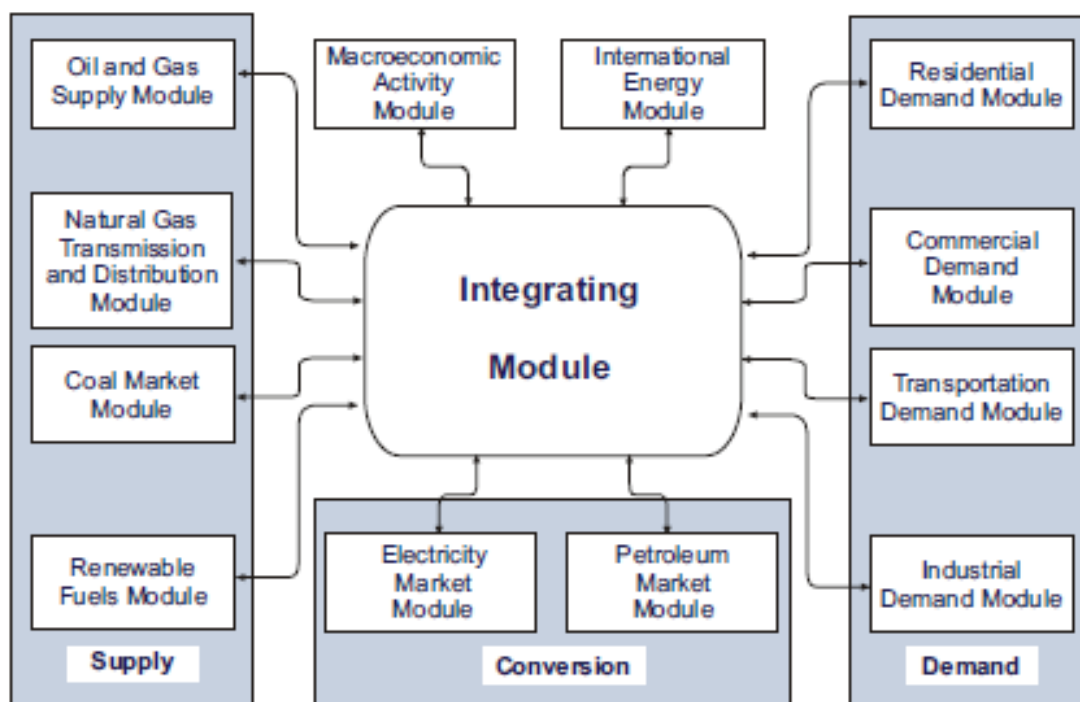 Oil and Gas
Supply Module
Natural Gas
Transmission
and Distribution
Module
Coal Market
Module
Renewable
Fuels Module
Supply
Macroeconomic
Activity
Module
International
Energy
Module
Integrating
Module
Electricity
Market
Module
Petroleum
Market
Module
Conversion
Residential
Demand Module
Commercial
Demand
Module
Transportation
Demand Module
Industrial
Demand Module
Demand